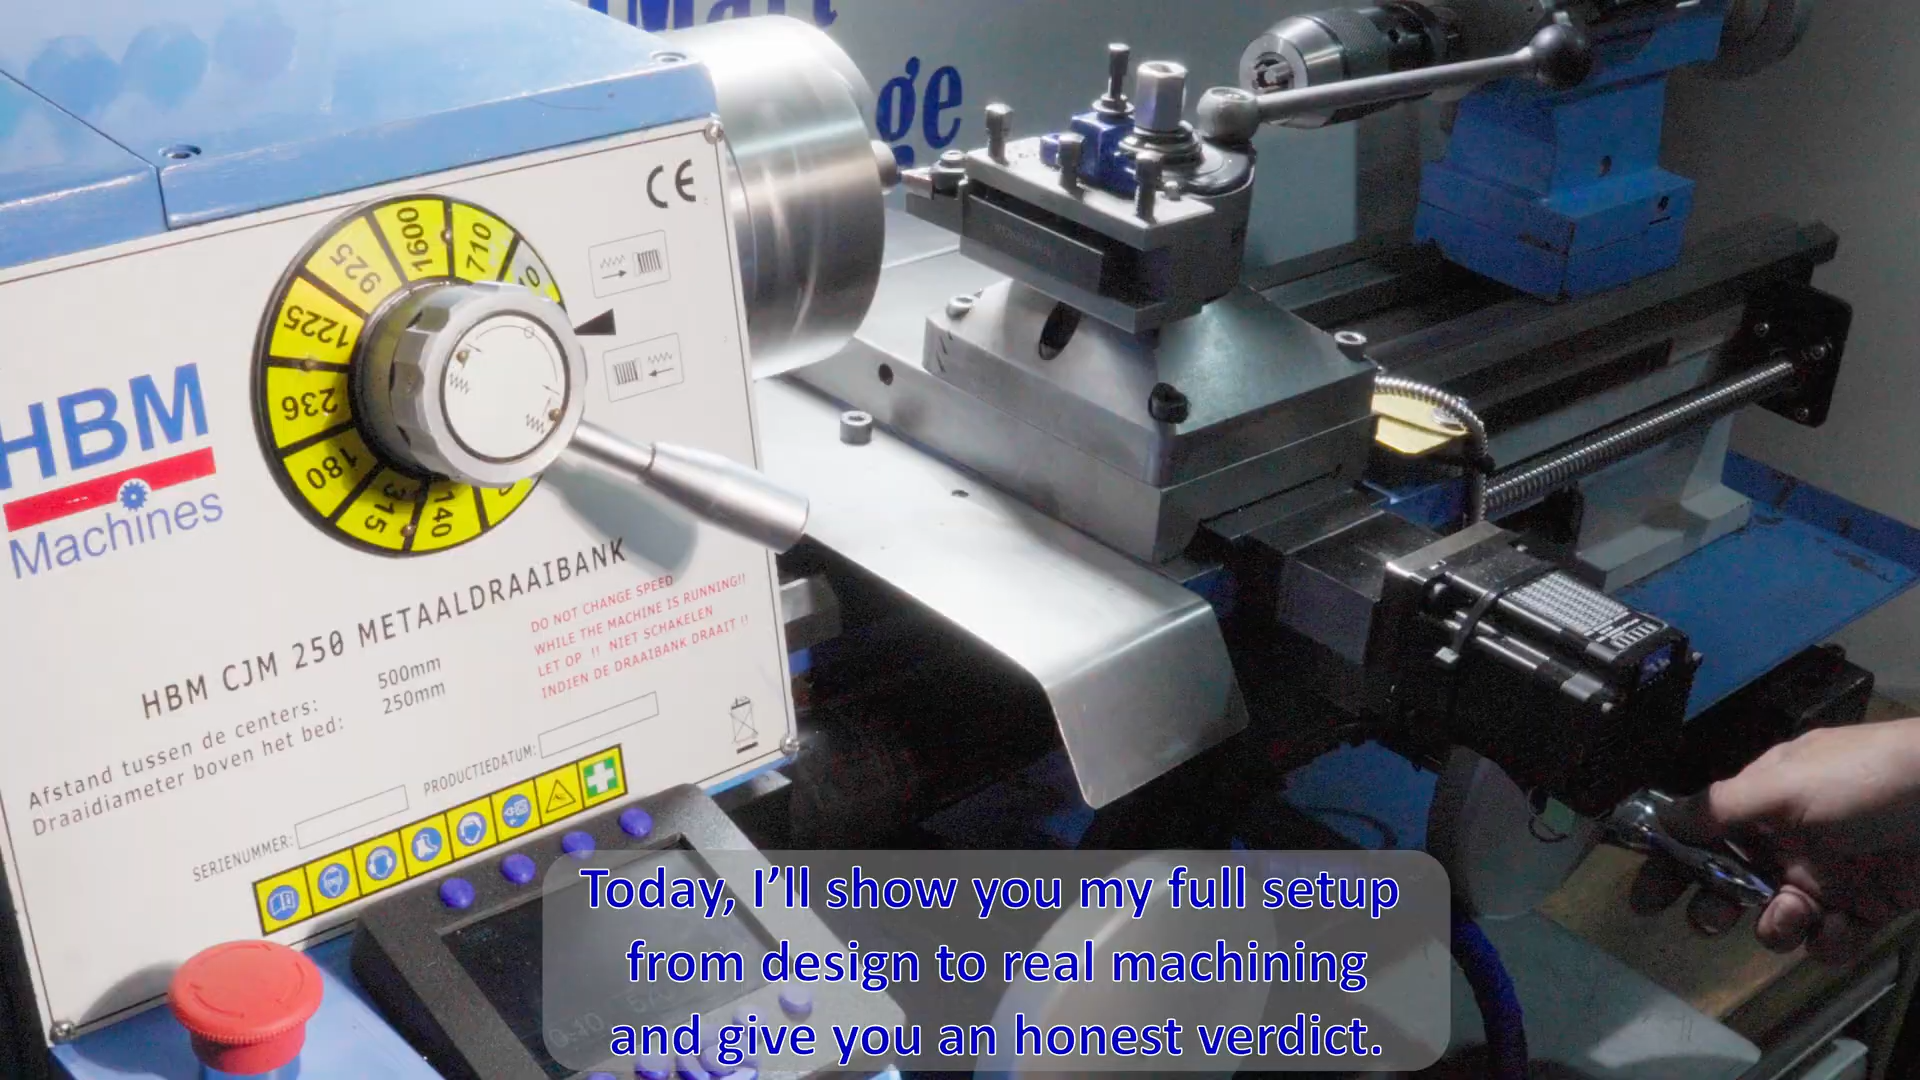 ge
CE
1600
710
925
1225
236
180
315
140
HBM
Machines
HBM CJM 250 METAALDRAAIBANK
Afstand tussen de centers: 500mm
Draaidiameter boven het bed: 250mm
DO NOT CHANGE SPEED
WHILE THE MACHINE IS RUNNING!!
LET OP !! NIET SCHAKELEN
INDIEN DE DRAAIBANK DRAAIT !!
PRODUCTIEDATUM:
SERIENUMMER:
Today, I’ll show you my full setup
from design to real machining
and give you an honest verdict.